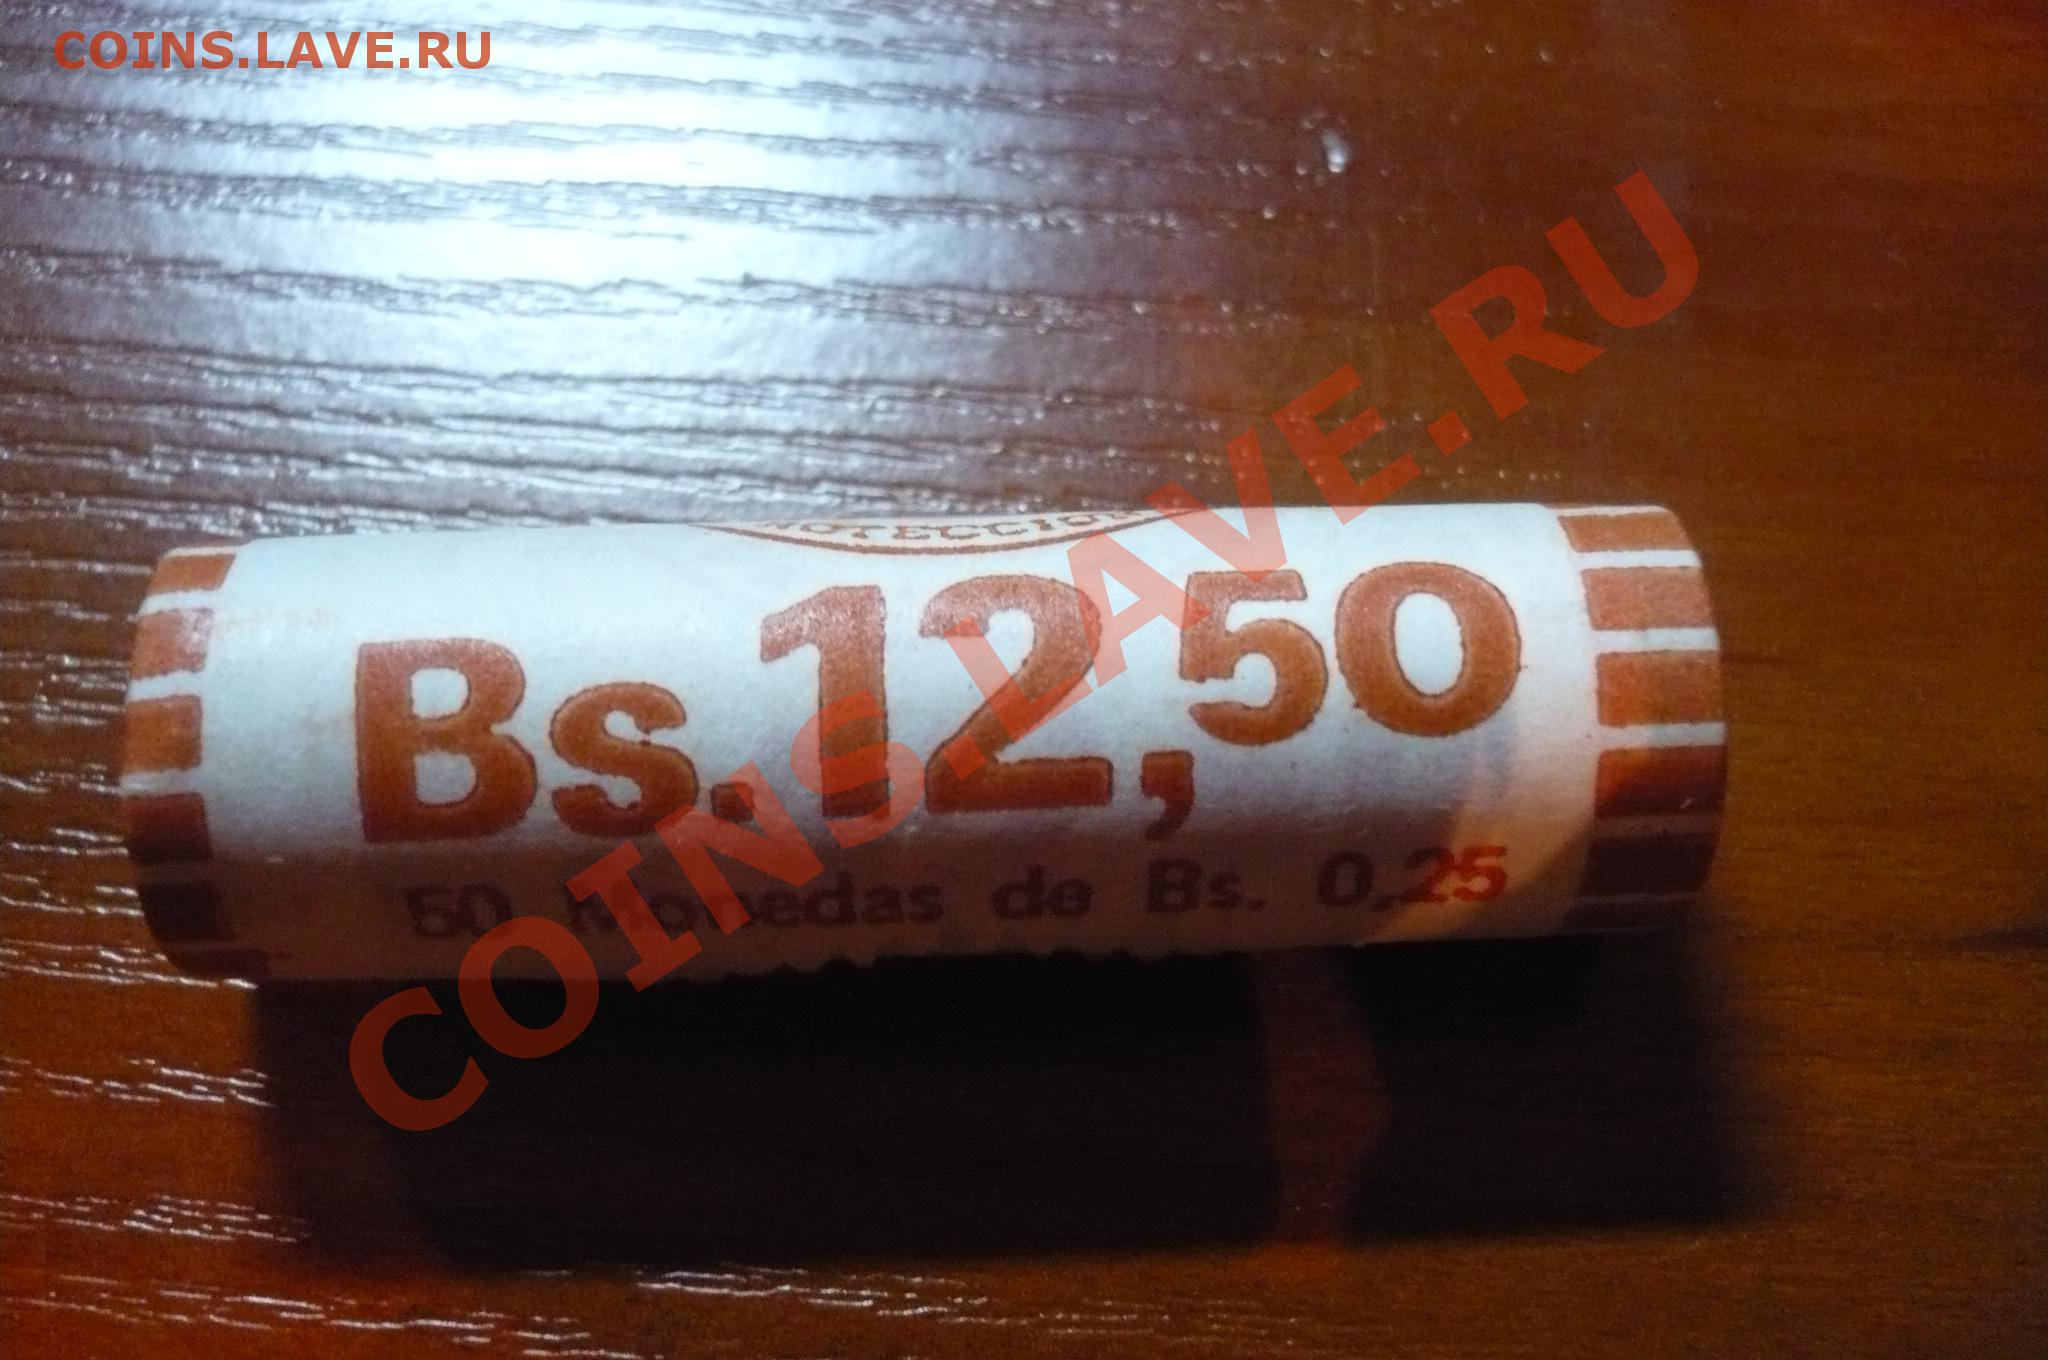 COINS.LAVE.RU
Bs.12,50
50 Monedas de Bs. 0,25
COINS.LAVE.RU